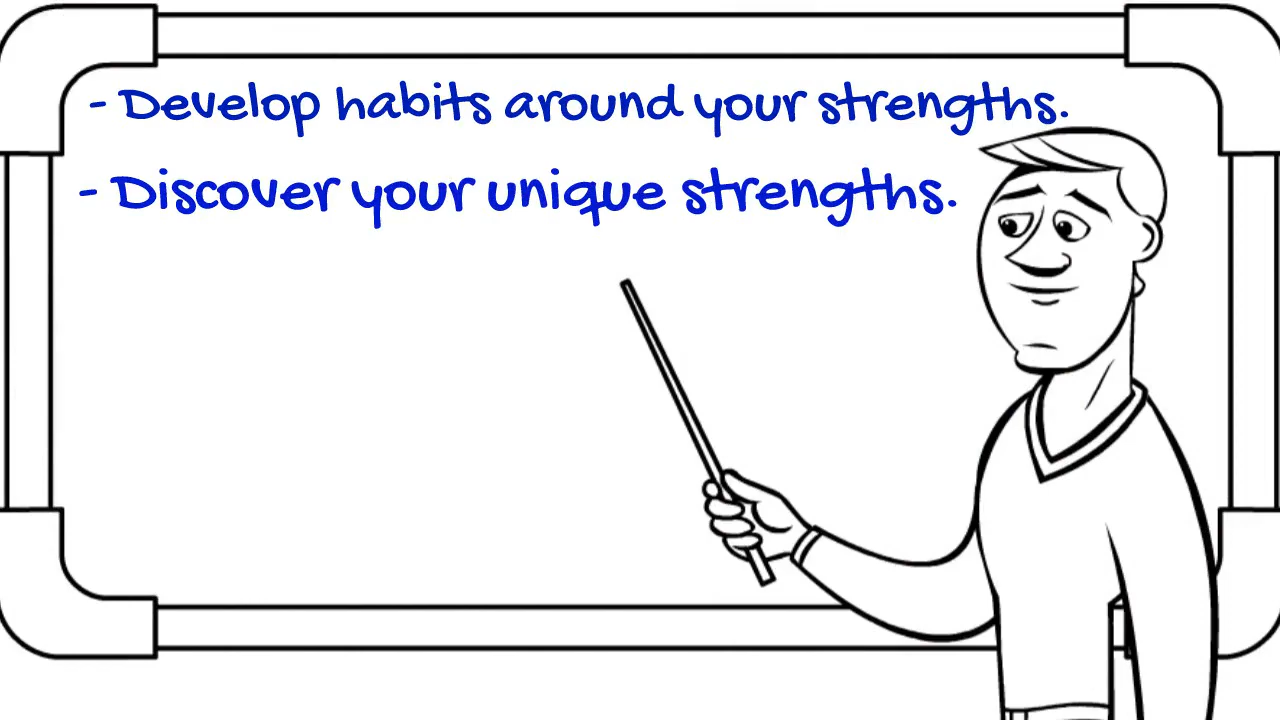 - Develop habits around your strengths.
- Discover your unique strengths.